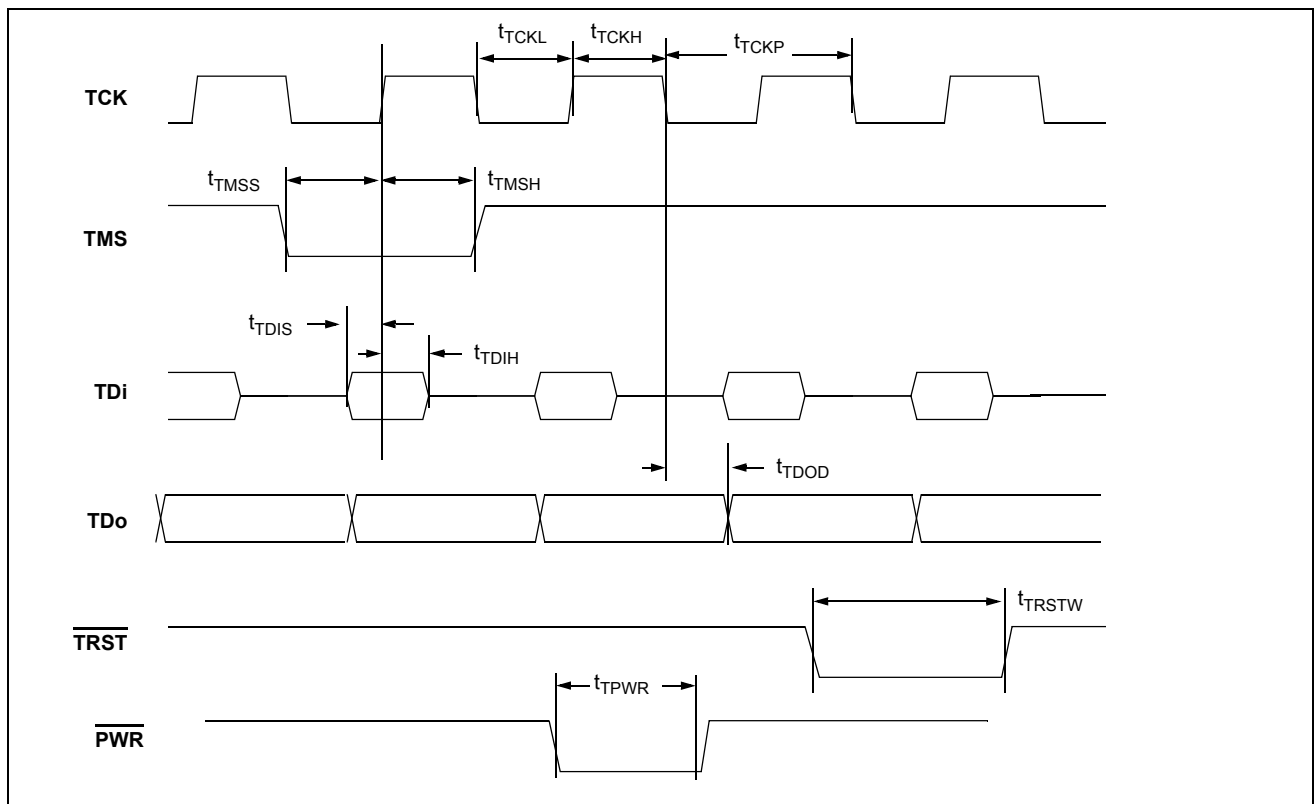 tTCKL tTCKH tTCKP
TCK
tTMSS tTMSH
TMS
tTDIS
tTDIH
TDi
tTDOD
TDo
tTRSTW
TRST
tTPWR
PWR